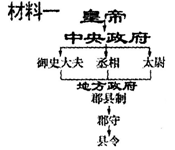 材料一
皇帝
中央政府
御史大夫 丞相 太尉
地方政府
郡县制
郡守
县令